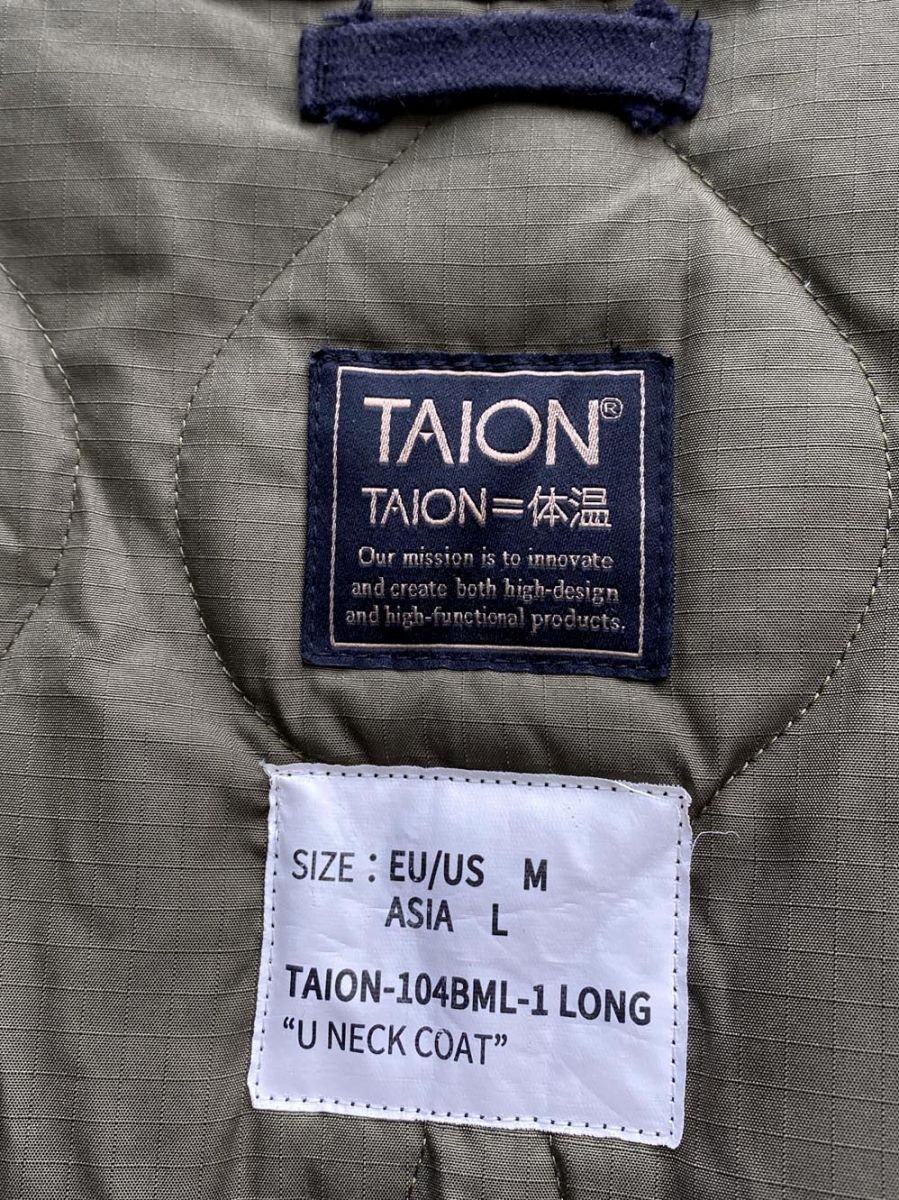 TAION®
TAION=体温
Our mission is to innovate
and create both high-design
and high-functional products.
SIZE : EU/US M
ASIA L
TAION-104BML-1 LONG
“U NECK COAT”